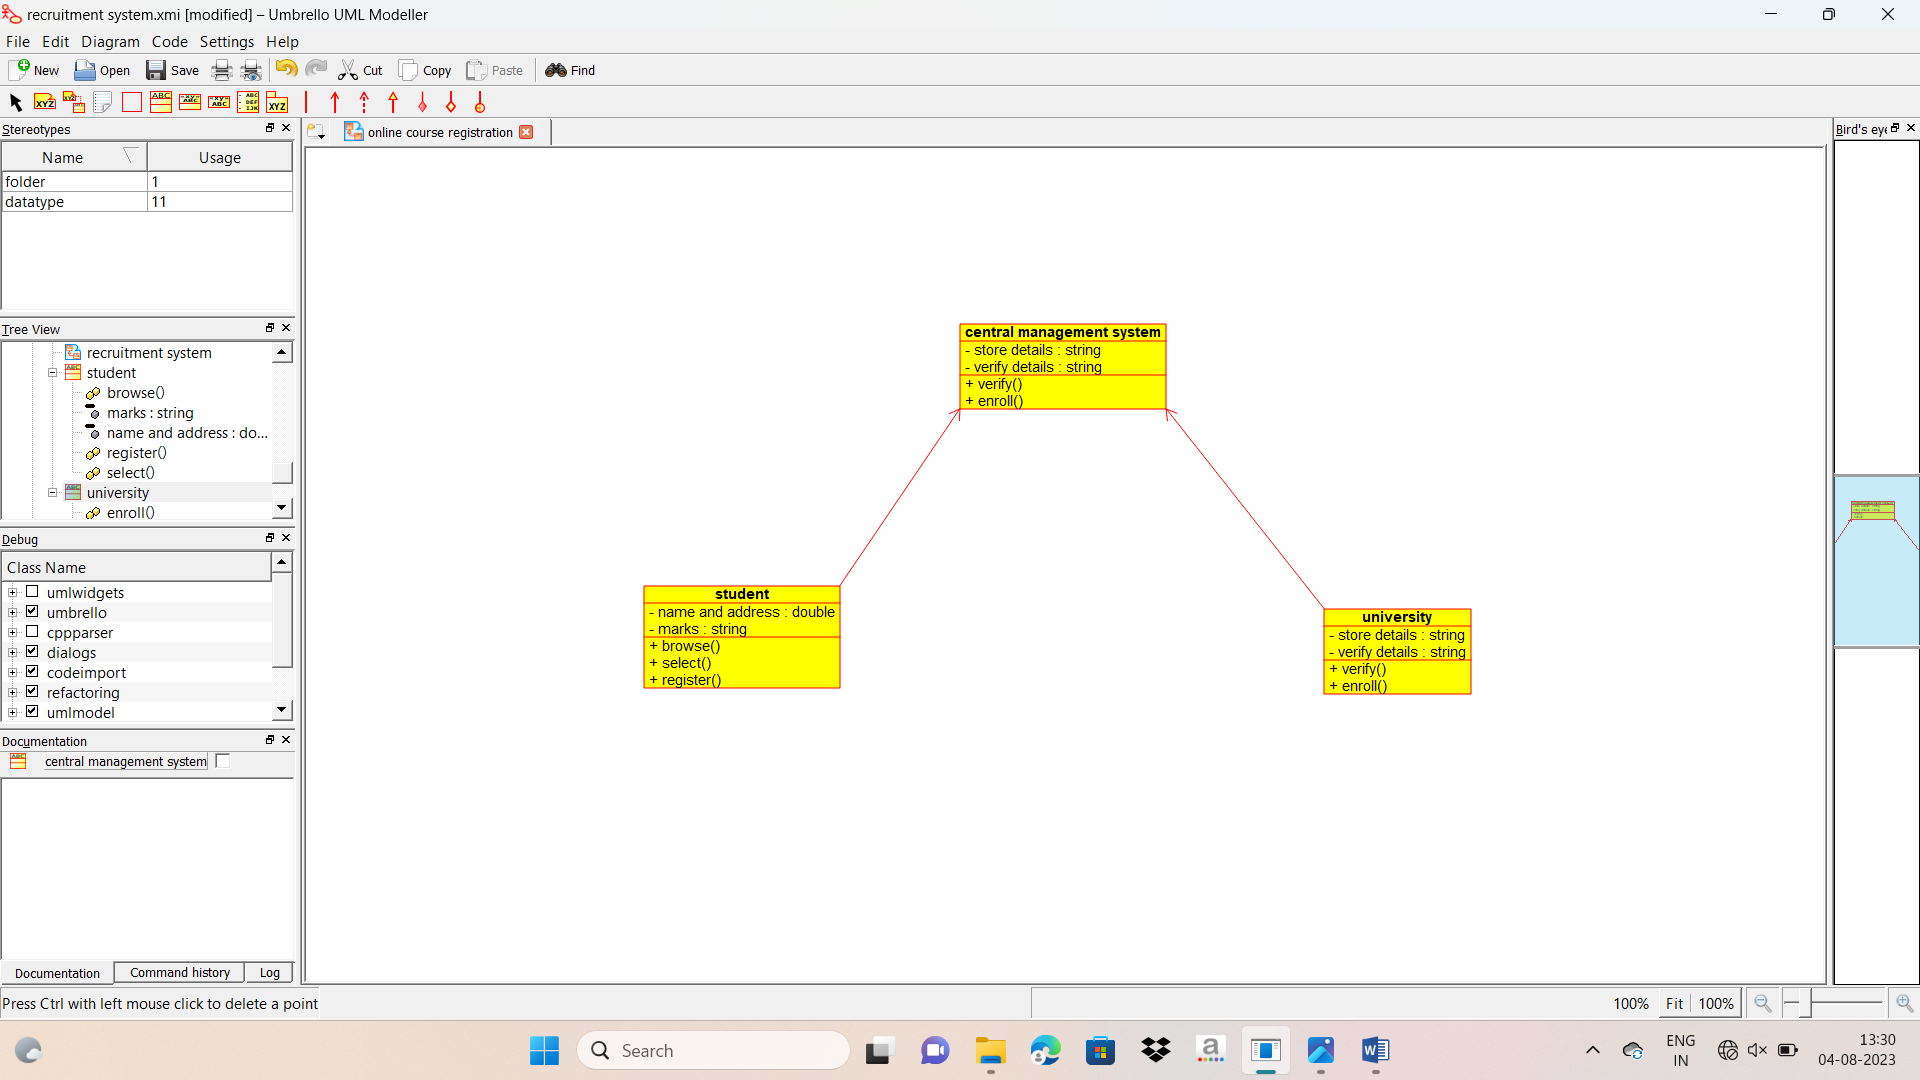 recruitment system.xmi [modified] – Umbrello UML Modeller
File Edit Diagram Code Settings Help
New Open Save Cut Copy Paste Find
Stereotypes
Name Usage
folder 1
datatype 11
Tree View
recruitment system
student
browse()
marks : string
name and address : do...
register()
select()
university
enroll()
Debug
Class Name
umlwidgets
umbrello
cppparser
dialogs
codeimport
refactoring
umlmodel
Documentation
central management system
Documentation Command history Log
Press Ctrl with left mouse click to delete a point
online course registration
central management system
- store details : string
- verify details : string
+ verify()
+ enroll()
student
- name and address : double
- marks : string
+ browse()
+ select()
+ register()
university
- store details : string
- verify details : string
+ verify()
+ enroll()
Bird's eye
100% Fit 100%
Search
ENG
IN
13:30
04-08-2023